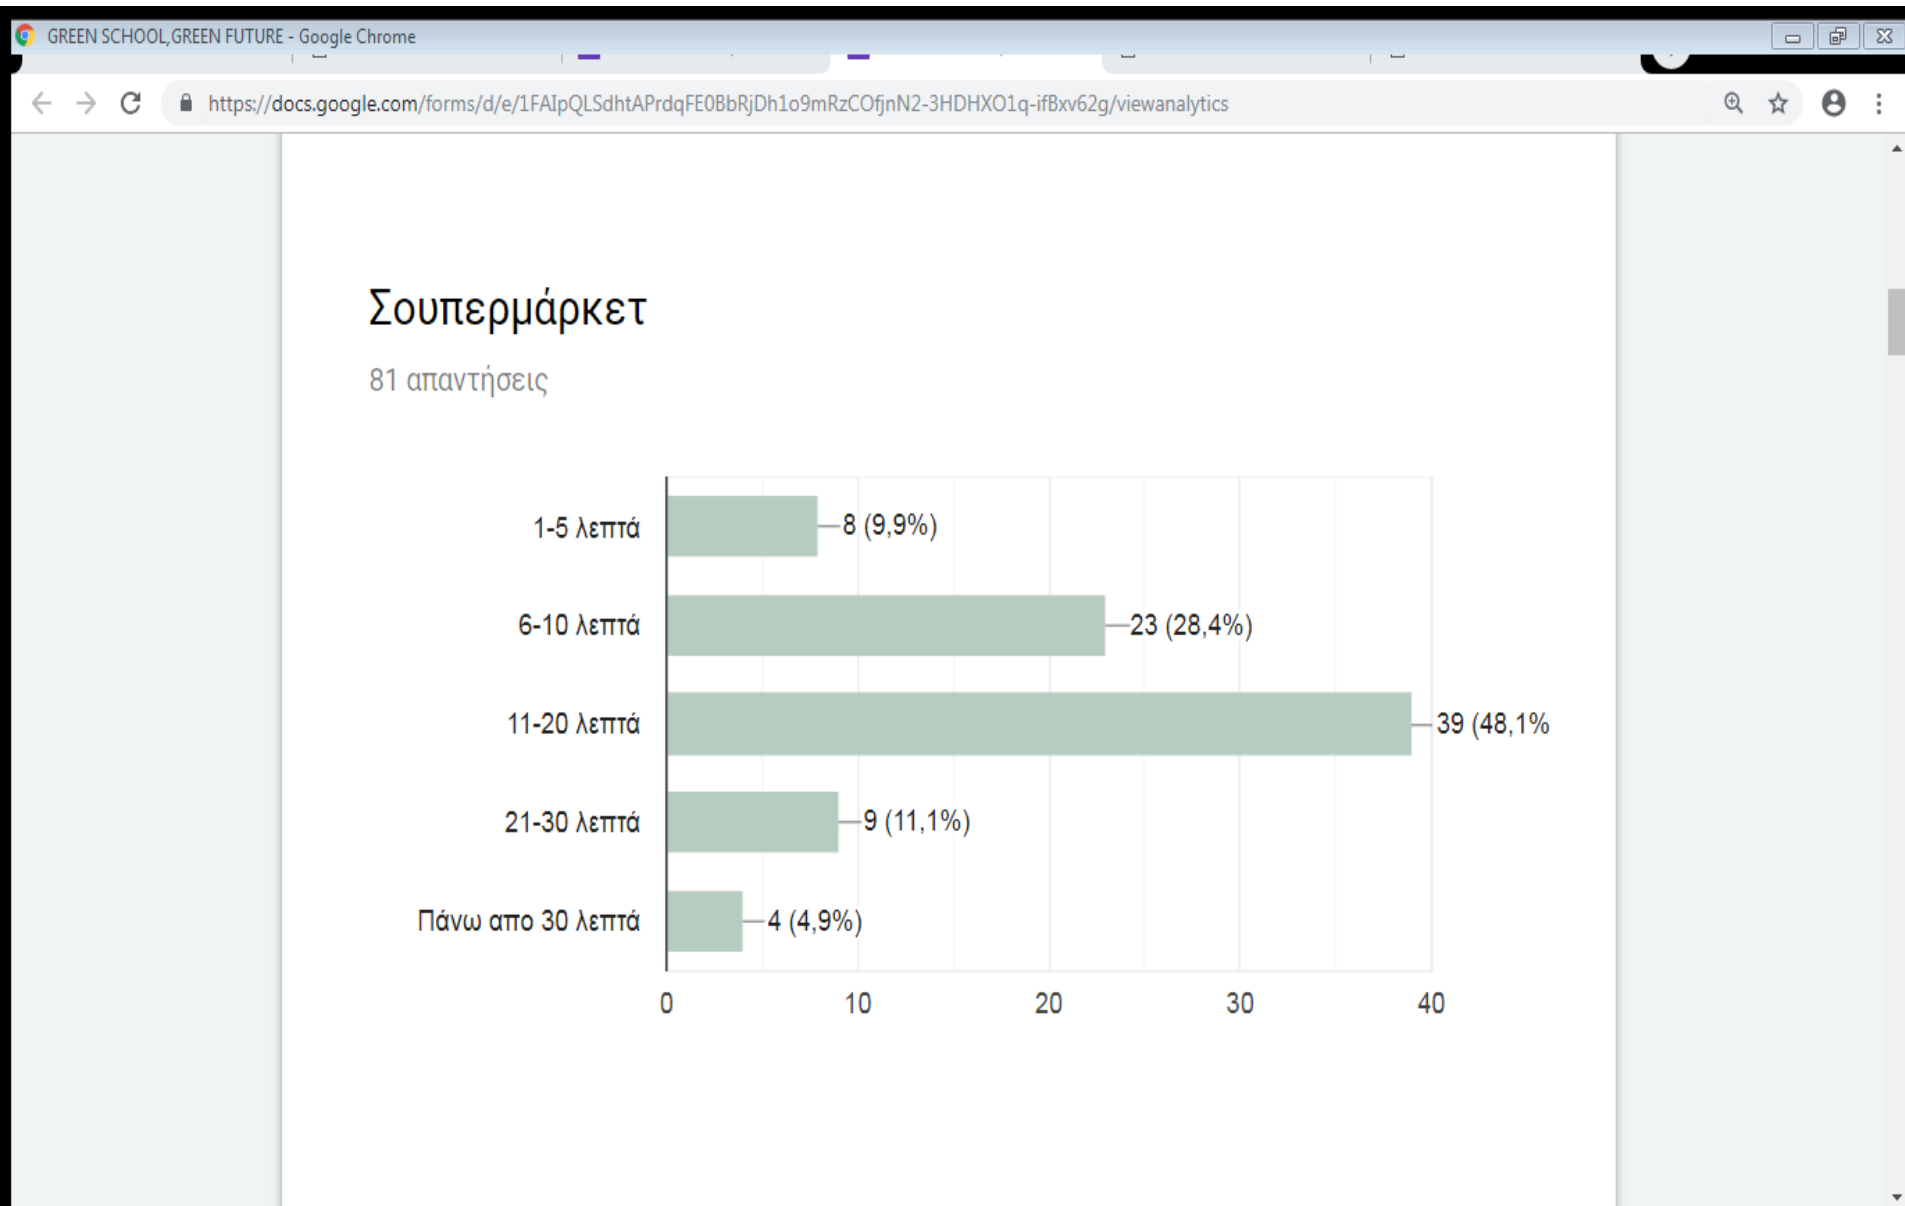 GREEN SCHOOL,GREEN FUTURE - Google Chrome
https://docs.google.com/forms/d/e/1FAIpQLSdhtAPrdqFE0BbRjDh1o9mRzCOfjnN2-3HDHXO1q-ifBxv62g/viewanalytics
Σουπερμάρκετ
81 απαντήσεις
1-5 λεπτά 8 (9,9%)
6-10 λεπτά 23 (28,4%)
11-20 λεπτά 39 (48,1%
21-30 λεπτά 9 (11,1%)
Πάνω απο 30 λεπτά 4 (4,9%)
0 10 20 30 40